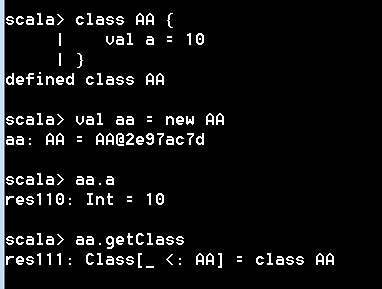 scala> class AA {
     |    val a = 10
     | }
defined class AA
scala> val aa = new AA
aa: AA = AA@2e97ac7d
scala> aa.a
res110: Int = 10
scala> aa.getClass
res111: Class[_ <: AA] = class AA